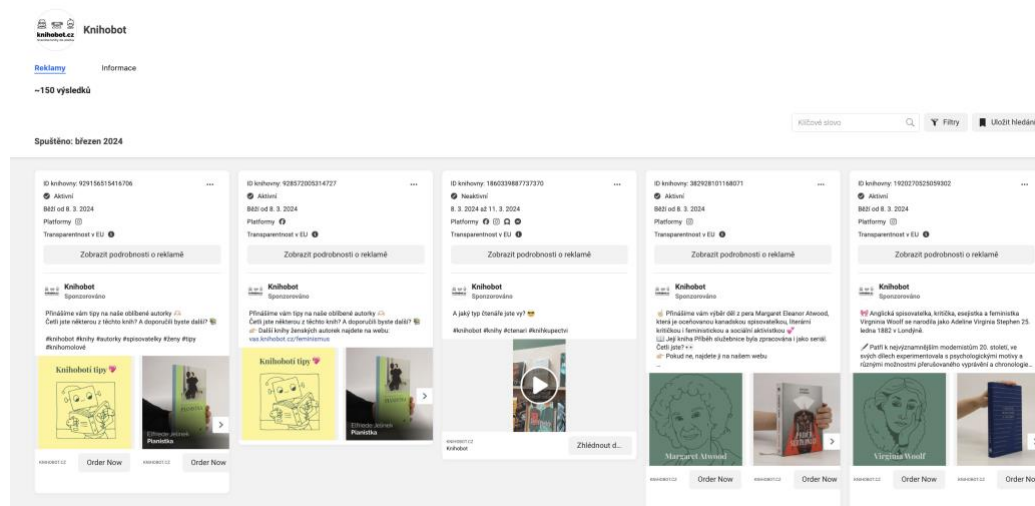 knihobot.cz
Knihobot
Reklamy
Informace
~150 výsledků
Klíčové slovo
Filtry
Uložit hledání
Spuštěno: březen 2024
ID knihovny: 929156515416706
Aktivní
Běží od 8. 3. 2024
Platformy
Transparentnost v EU
Zobrazit podrobnosti o reklamě
Knihobot
Sponzorováno
Přinášíme vám tipy na naše oblíbené autorky
Četli jste některou z těchto knih? A doporučili byste další?
#knihobot #knihy #autorky #spisovatelky #ženy #tipy
#knihomolové
Knihobotí tipy
Elfriede Jelinek
Pianistka
KNIHOBOT.CZ
Order Now
KNIHOBOT.CZ
Order Now
ID knihovny: 928572005314727
Aktivní
Běží od 8. 3. 2024
Platformy
Transparentnost v EU
Zobrazit podrobnosti o reklamě
Knihobot
Sponzorováno
Přinášíme vám tipy na naše oblíbené autorky
Četli jste některou z těchto knih? A doporučili byste další?
Další knihy ženských autorek najdete na webu:
vaa.knihobot.cz/feminismus
Knihobotí tipy
Elfriede Jelinek
Pianistka
ID knihovny: 1860339887737370
Neaktivní
8. 3. 2024 až 11. 3. 2024
Platformy
Transparentnost v EU
Zobrazit podrobnosti o reklamě
Knihobot
Sponzorováno
A jaký typ čtenáře jste vy?
#knihobot #knihy #ctenari #knihkupectvi
KNIHOBOT.CZ
Knihobot
Zhlédnout d...
ID knihovny: 382928101168071
Aktivní
Běží od 8. 3. 2024
Platformy
Transparentnost v EU
Zobrazit podrobnosti o reklamě
Knihobot
Sponzorováno
Přinášíme vám výběr děl z pera Margaret Eleanor Atwood,
která je oceňovanou kanadskou spisovatelkou, literární
kritičkou i feministickou a sociální aktivistkou
Její kniha Příběh služebnice byla zpracována i jako seriál.
Četli jste?
Pokud ne, najdete ji na našem webu
...
Margaret Atwood
KNIHOBOT.CZ
Order Now
KNIHOBOT.CZ
Order Now
ID knihovny: 1920270525059302
Aktivní
Běží od 8. 3. 2024
Platformy
Transparentnost v EU
Zobrazit podrobnosti o reklamě
Knihobot
Sponzorováno
Anglická spisovatelka, kritička, esejistka a feministka
Virginia Woolf se narodila jako Adeline Virginia Stephen 25.
ledna 1882 v Londýně.
Patří k nejvýznamnějším modernistům 20. století, ve
svých dílech experimentovala s psychologickými motivy a
různými možnostmi přerušovaného vyprávění a chronologie...
Virginia Woolf
KNIHOBOT.CZ
Order Now
KNIHOBOT.CZ
Order No